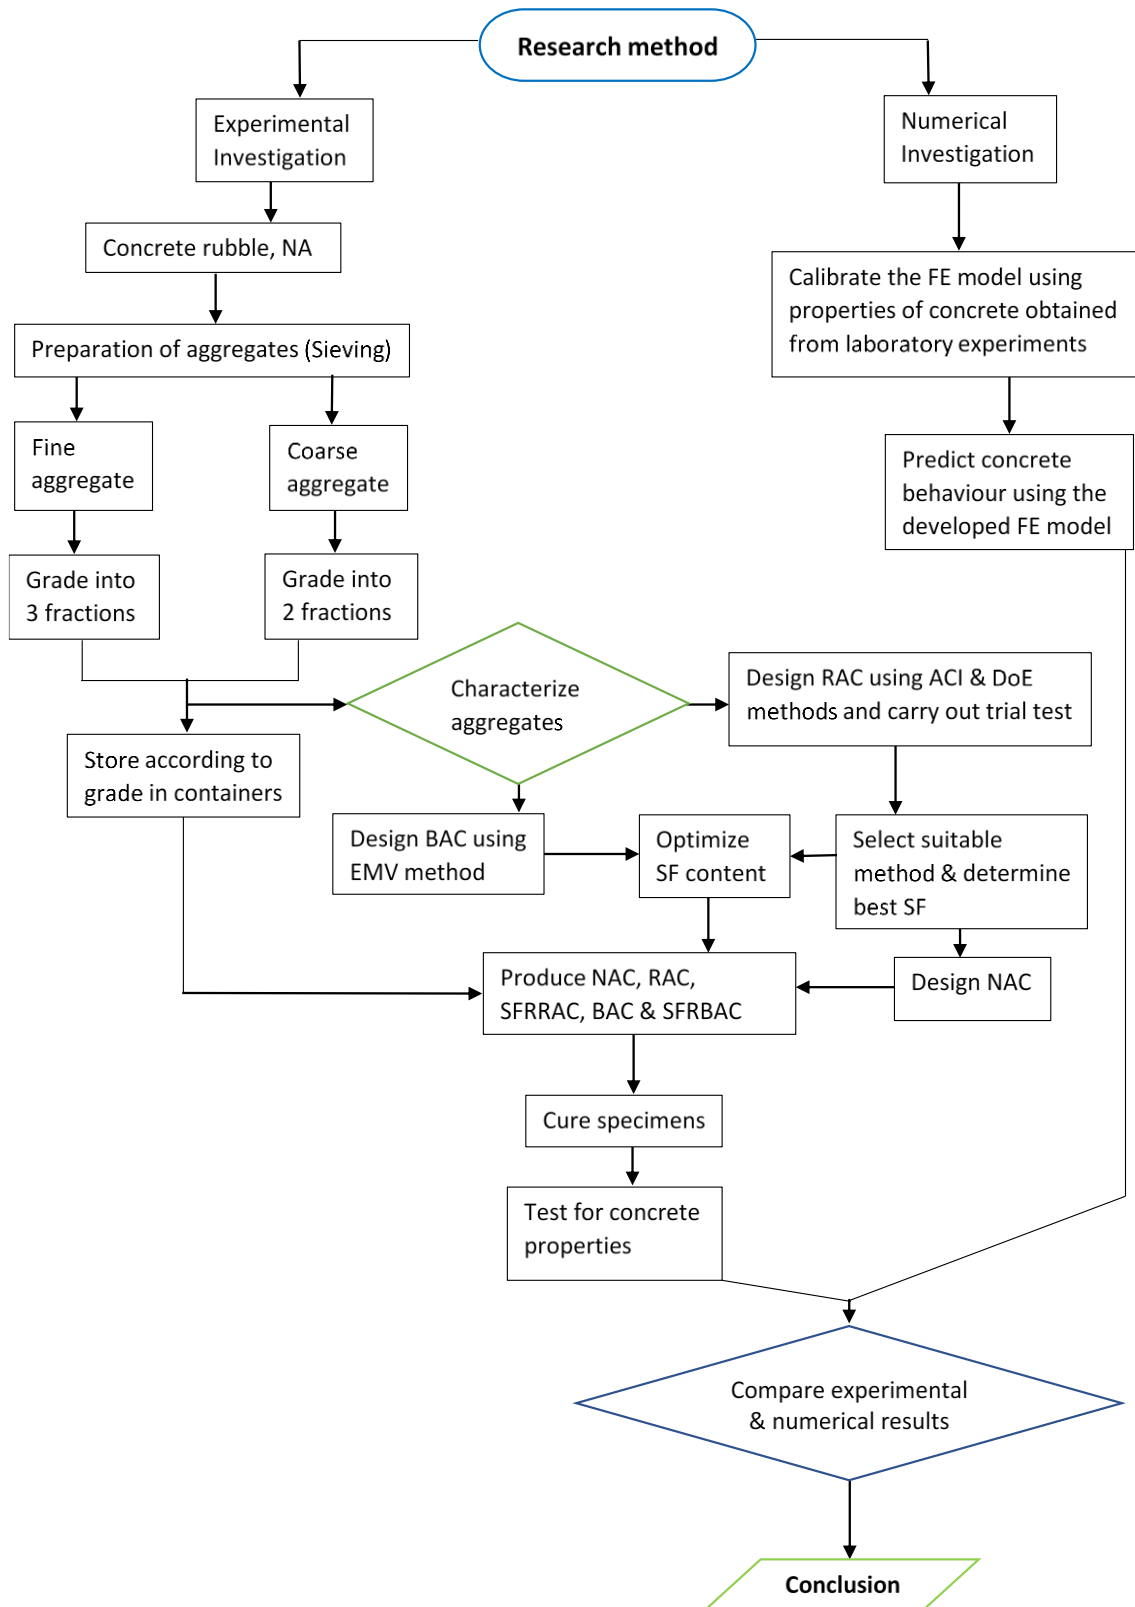 Research method
Experimental
Investigation
Numerical
Investigation
Concrete rubble, NA
Calibrate the FE model using
properties of concrete obtained
from laboratory experiments
Preparation of aggregates (Sieving)
Fine
aggregate
Coarse
aggregate
Predict concrete
behaviour using the
developed FE model
Grade into
3 fractions
Grade into
2 fractions
Characterize
aggregates
Design RAC using ACI & DoE
methods and carry out trial test
Store according to
grade in containers
Design BAC using
EMV method
Optimize
SF content
Select suitable
method & determine
best SF
Produce NAC, RAC,
SFRRAC, BAC & SFRBAC
Design NAC
Cure specimens
Test for concrete
properties
Compare experimental
& numerical results
Conclusion